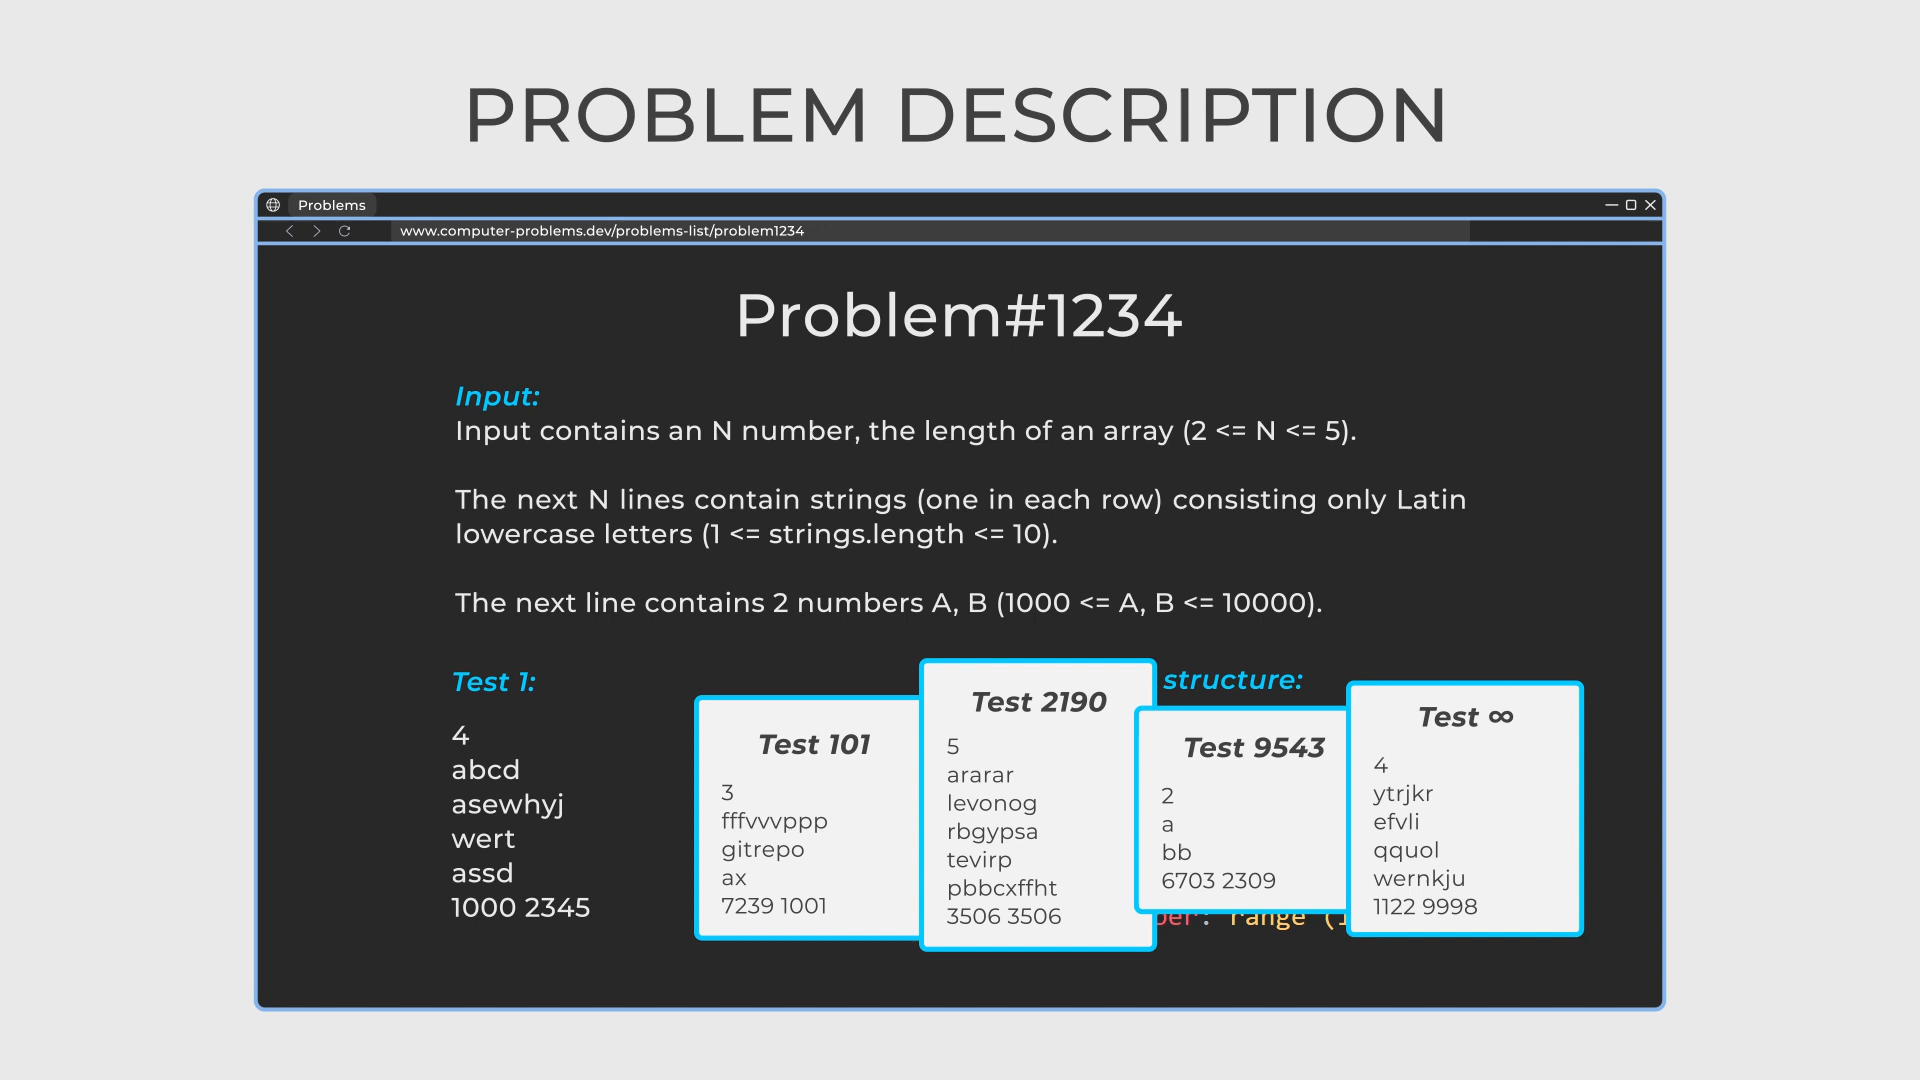 PROBLEM DESCRIPTION
Problems
www.computer-problems.dev/problems-list/problem1234
Problem#1234
Input:
Input contains an N number, the length of an array (2 <= N <= 5).
The next N lines contain strings (one in each row) consisting only Latin
lowercase letters (1 <= strings.length <= 10).
The next line contains 2 numbers A, B (1000 <= A, B <= 10000).
Test 1:
4
abcd
asewhyj
wert
assd
1000 2345
structure:
Test 101
3
fffvvvppp
gitrepo
ax
7239 1001
Test 2190
5
ararar
levonog
rbgypsa
tevirp
pbbcxffht
3506 3506
Test 9543
2
a
bb
6703 2309
range
Test ∞
4
ytrjkr
efvli
qquol
wernkju
1122 9998